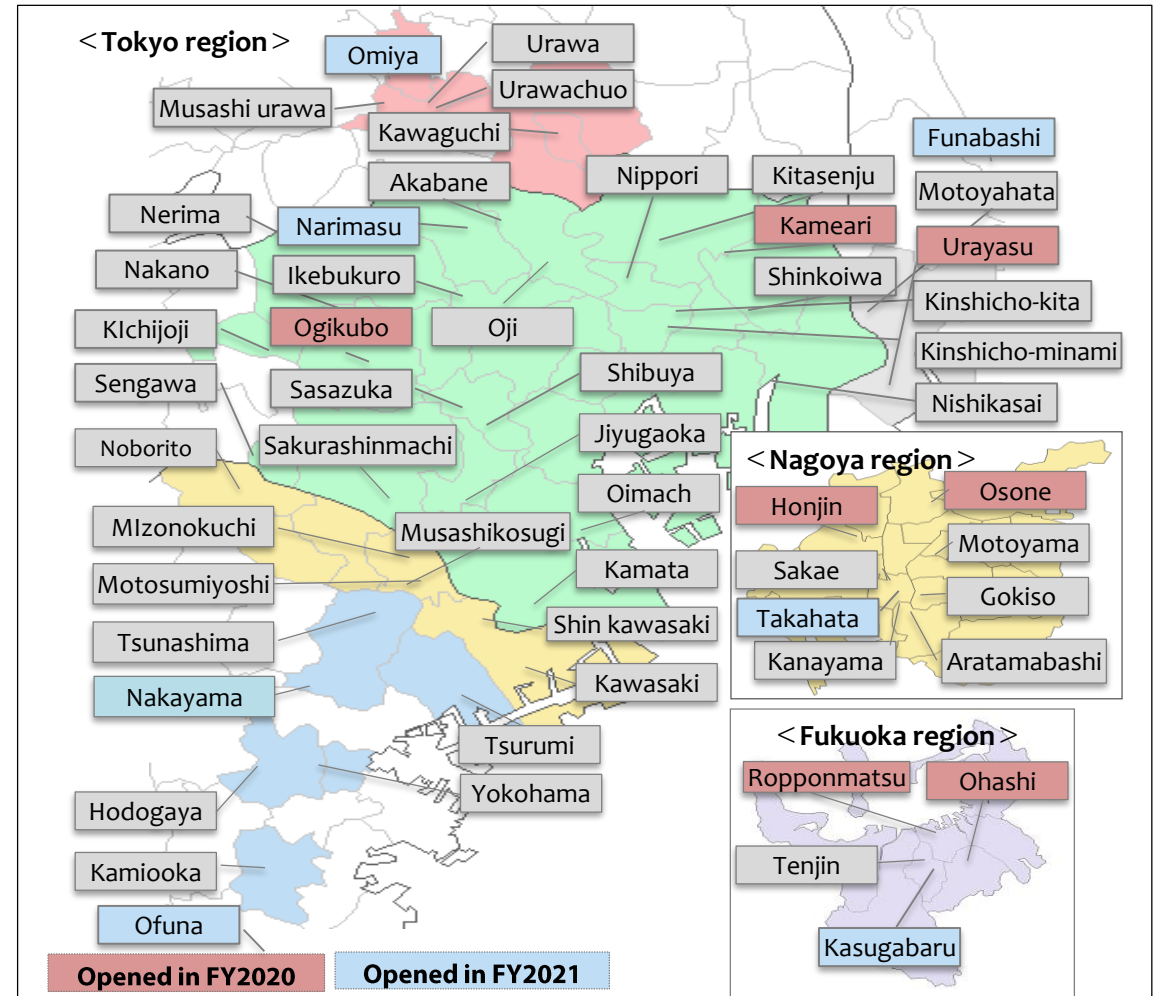 ＜Tokyo region＞
Omiya
Urawa
Urawachuo
Musashi urawa
Kawaguchi
Funabashi
Akabane
Nippori
Kitasenju
Motoyahata
Nerima
Narimasu
Kameari
Urayasu
Nakano
Ikebukuro
Shinkoiwa
Kinshicho-kita
KIchijoji
Ogikubo
Oji
Kinshicho-minami
Sengawa
Sasazuka
Shibuya
Nishikasai
Noborito
Sakurashinmachi
Jiyugaoka
Oimach
MIzonokuchi
Musashikosugi
Motosumiyoshi
Kamata
Tsunashima
Shin kawasaki
Nakayama
Kawasaki
Tsurumi
Hodogaya
Yokohama
Kamiooka
Ofuna
Opened in FY2020
Opened in FY2021
＜Nagoya region＞
Honjin
Osone
Sakae
Motoyama
Takahata
Gokiso
Kanayama
Aratamabashi
＜Fukuoka region＞
Ropponmatsu
Ohashi
Tenjin
Kasugabaru